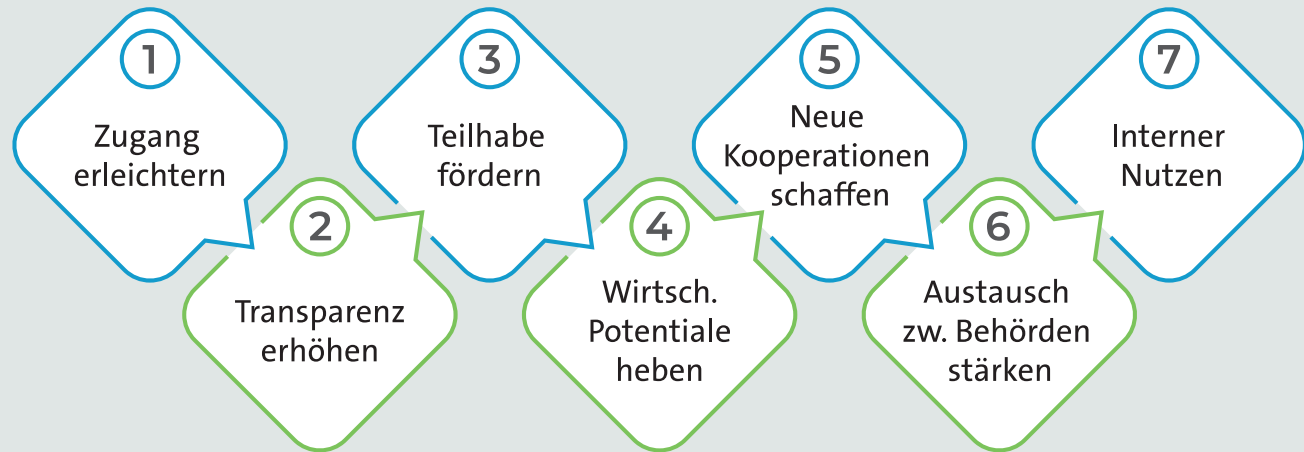 1
Zugang
erleichtern
2
Transparenz
erhöhen
3
Teilhabe
fördern
4
Wirtsch.
Potentiale
heben
5
Neue
Kooperationen
schaffen
6
Austausch
zw. Behörden
stärken
7
Interner
Nutzen